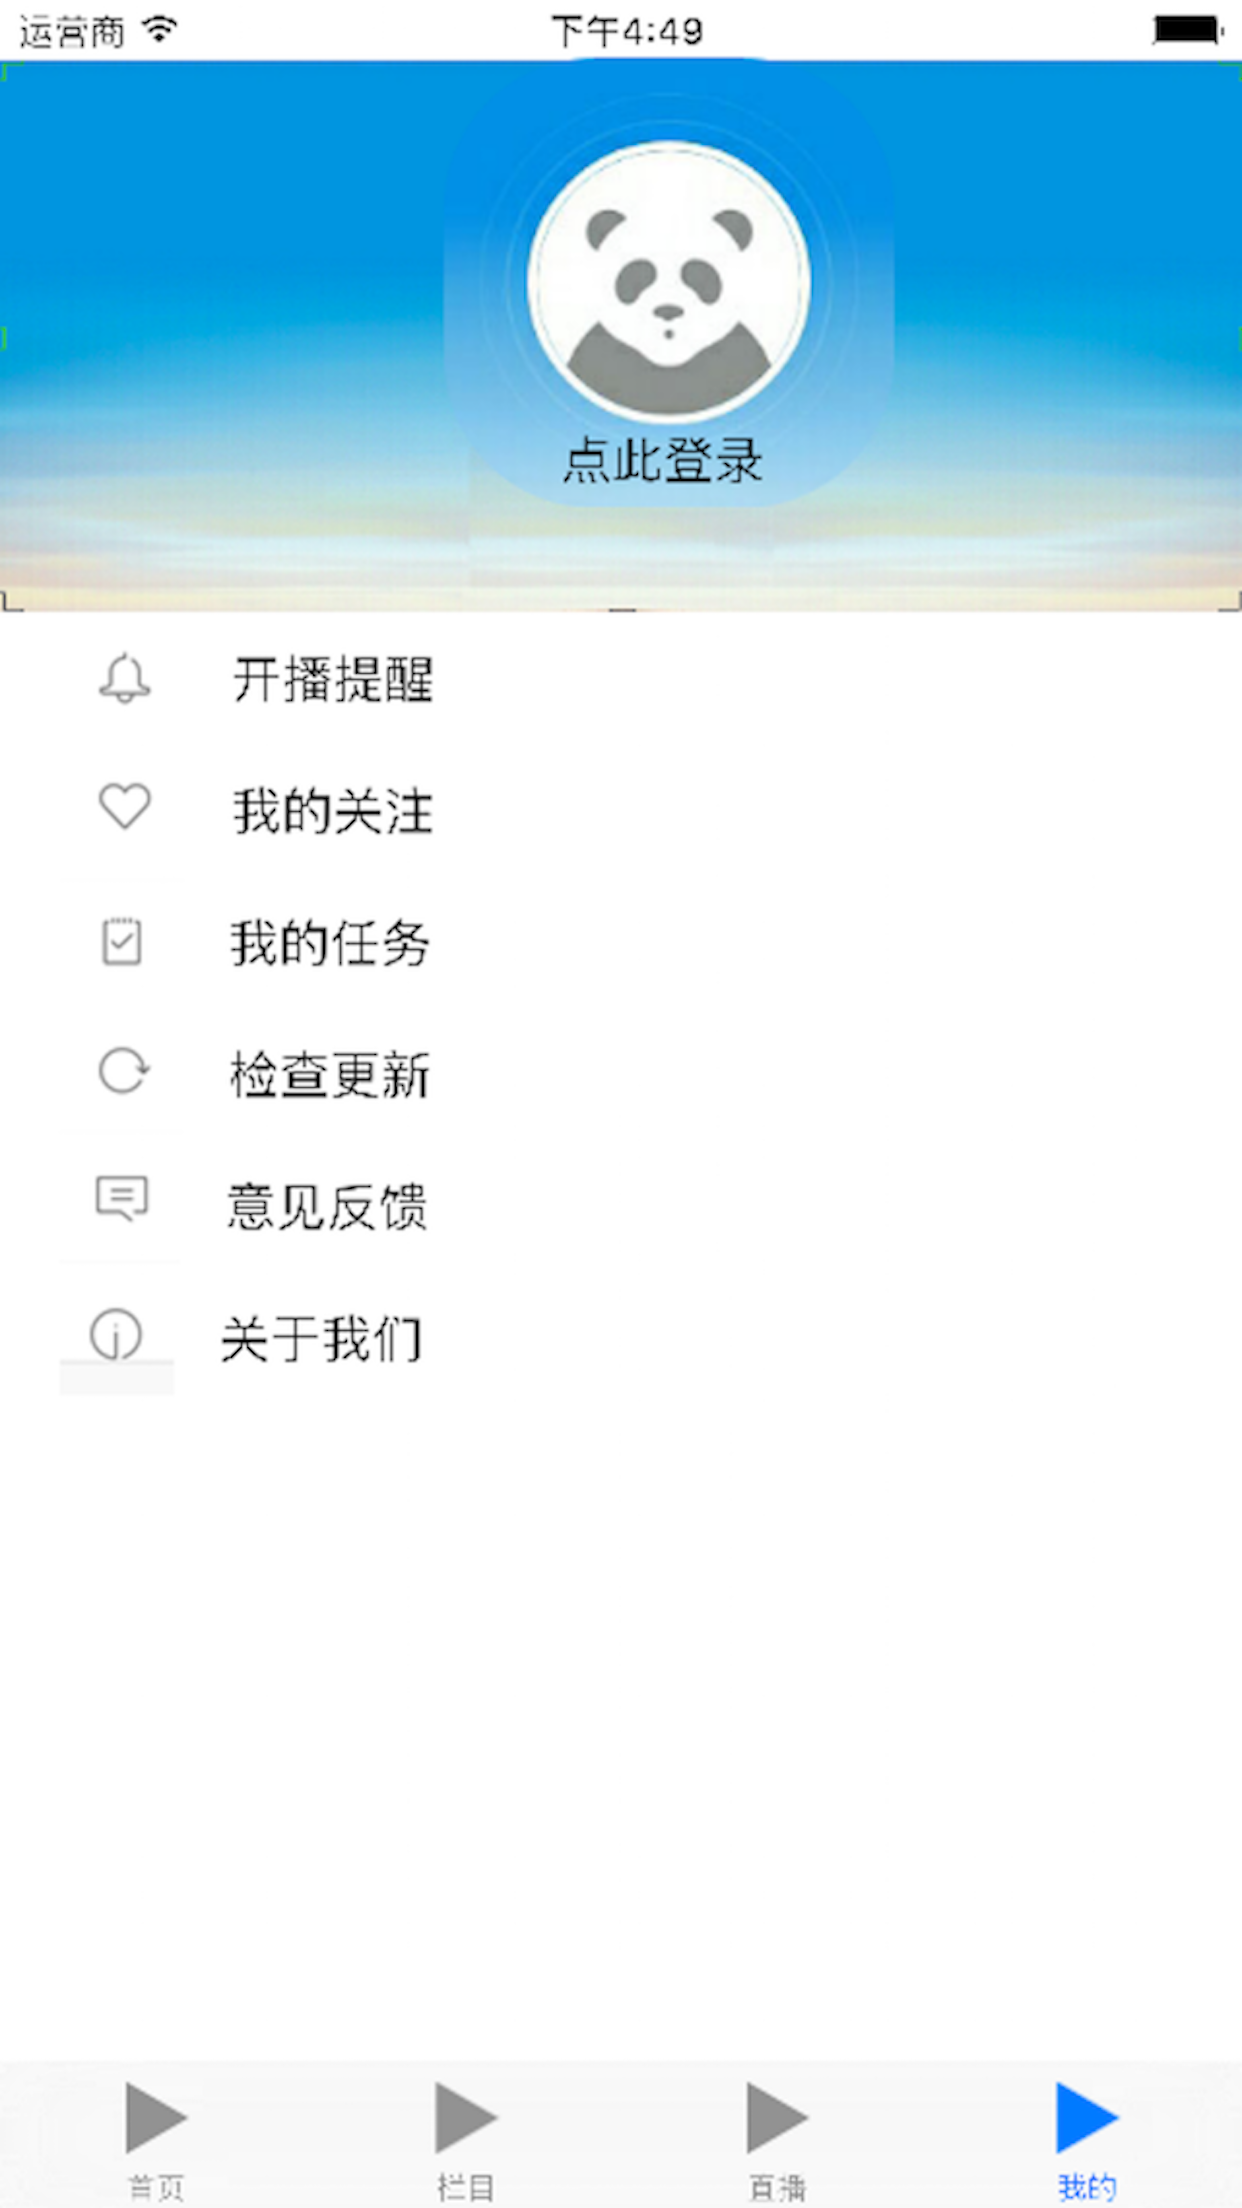 运营商
下午4:49
点此登录
开播提醒
我的关注
我的任务
检查更新
意见反馈
关于我们
首页
栏目
直播
我的